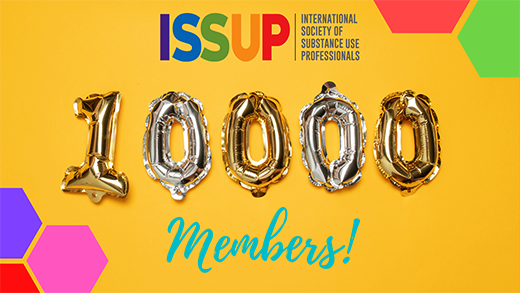 ISSUP
INTERNATIONAL
SOCIETY OF
SUBSTANCE USE
PROFESSIONALS
10000
Members!